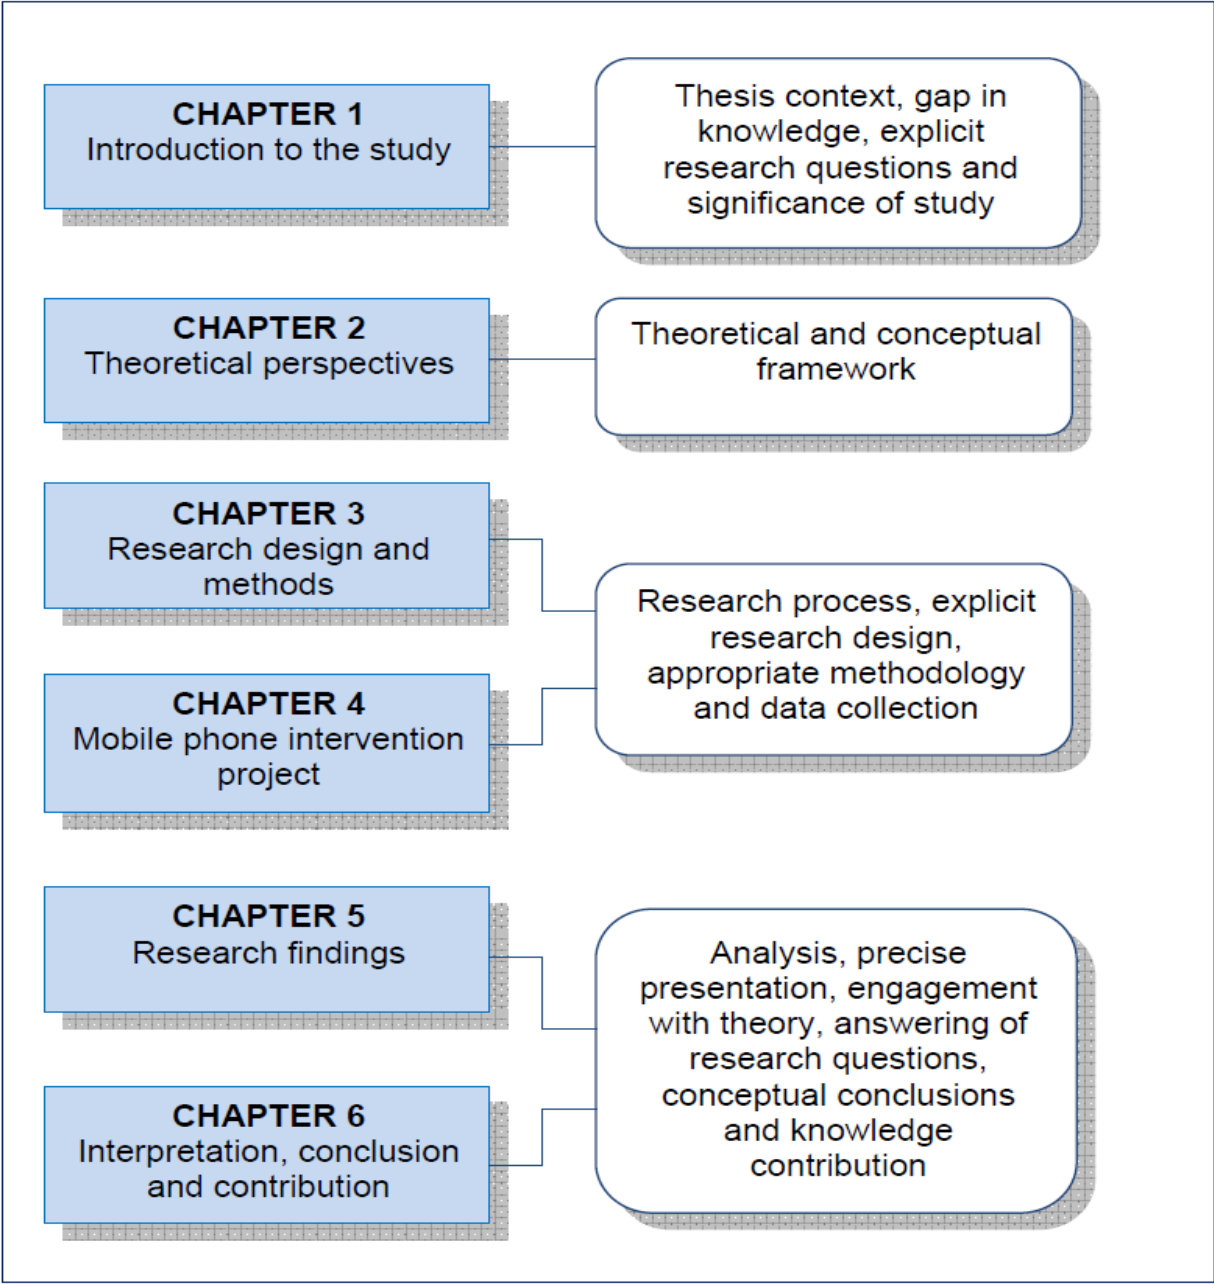 CHAPTER 1
Introduction to the study
Thesis context, gap in
knowledge, explicit
research questions and
significance of study
CHAPTER 2
Theoretical perspectives
Theoretical and conceptual
framework
CHAPTER 3
Research design and
methods
CHAPTER 4
Mobile phone intervention
project
Research process, explicit
research design,
appropriate methodology
and data collection
CHAPTER 5
Research findings
CHAPTER 6
Interpretation, conclusion
and contribution
Analysis, precise
presentation, engagement
with theory, answering of
research questions,
conceptual conclusions
and knowledge
contribution